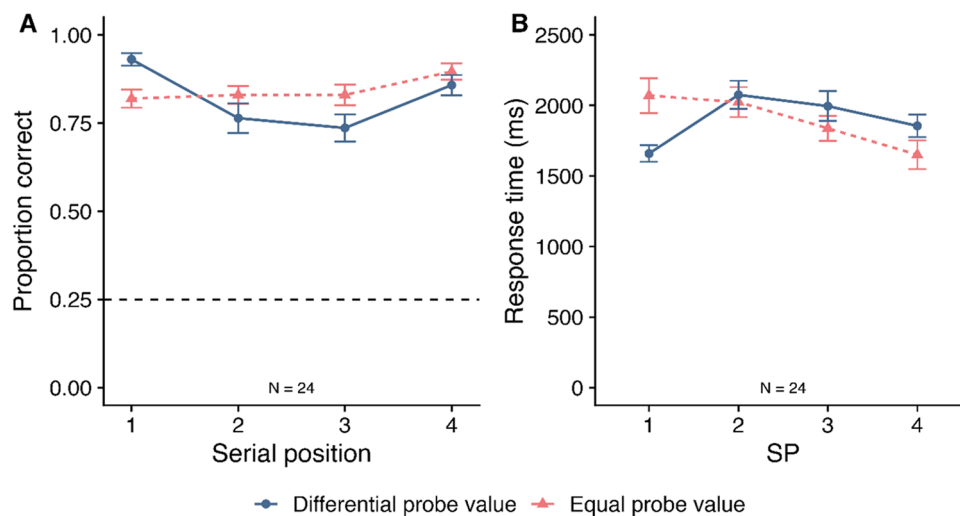 A
Proportion correct
1.00
0.75
0.50
0.25
0.00
N = 24
1 2 3 4
Serial position
B
Response time (ms)
2500
2000
1500
1000
500
0
N = 24
1 2 3 4
SP
Differential probe value Equal probe value